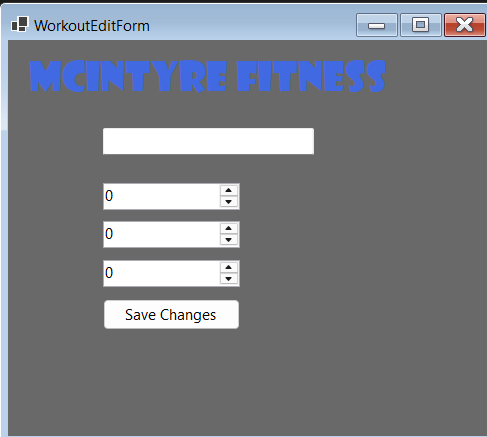 WorkoutEditForm
MCINTYRE FITNESS
0
0
0
Save Changes